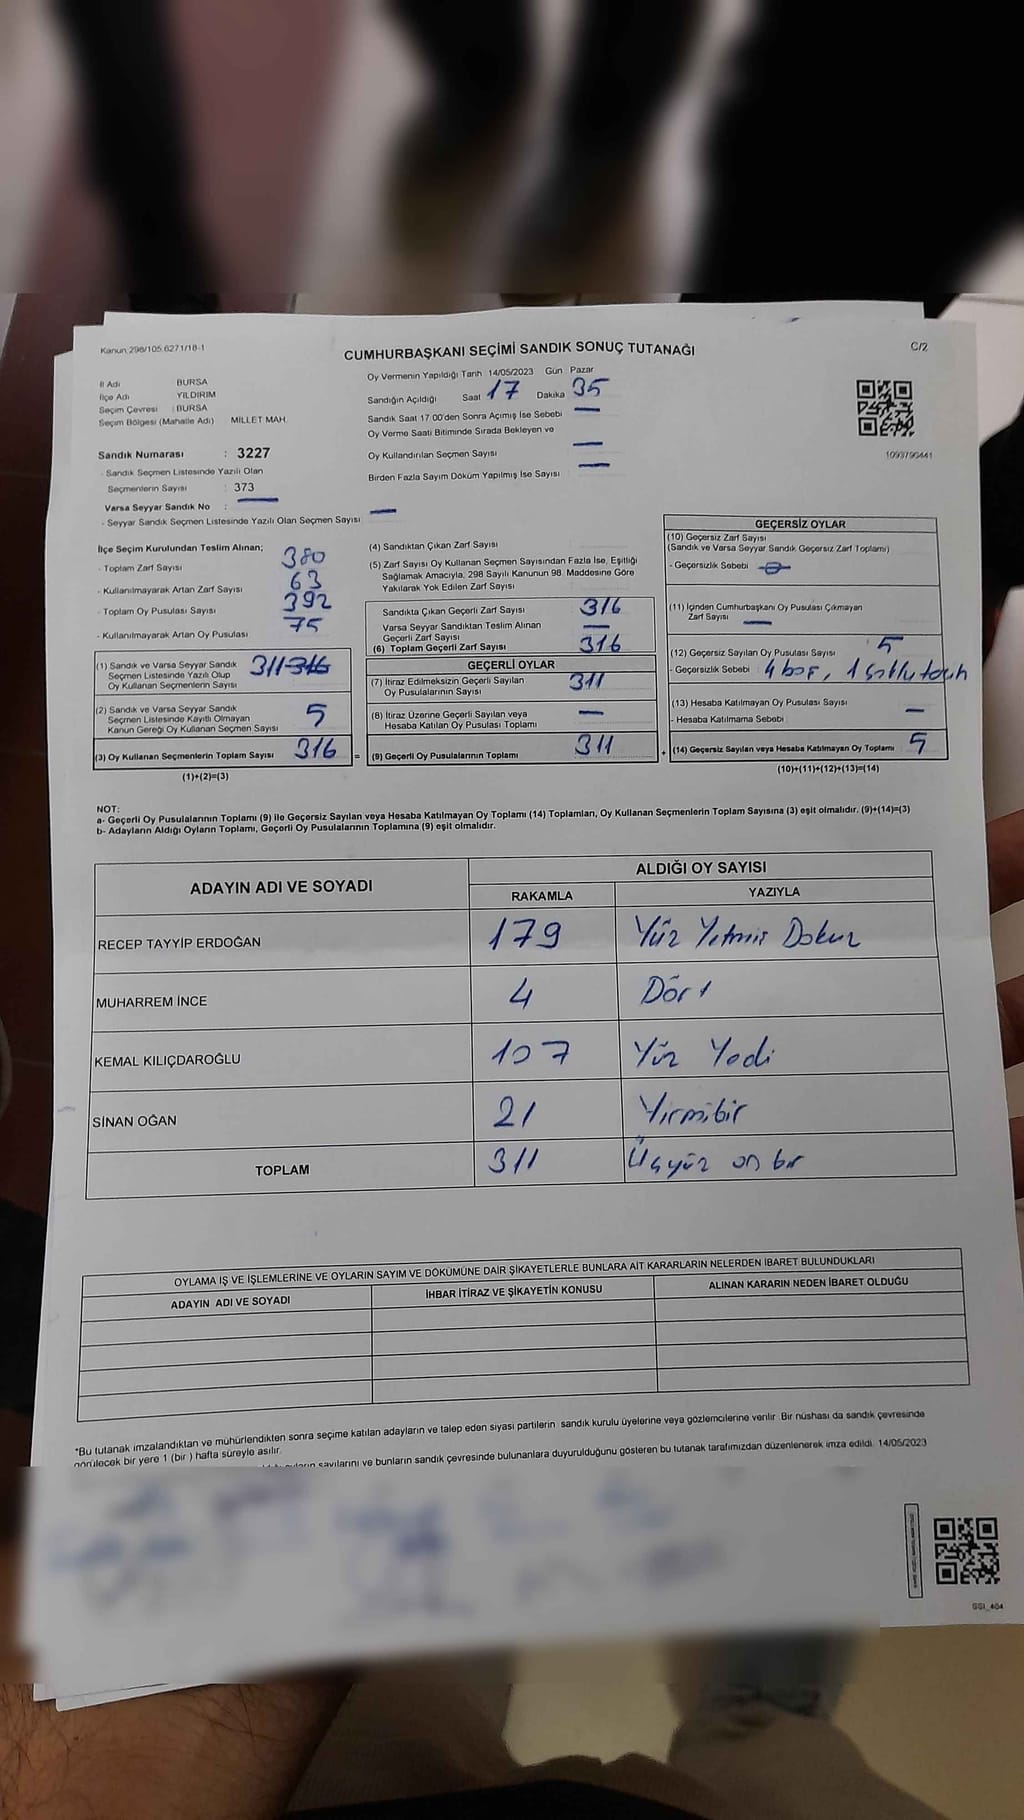 Kanun:298/105.6271/18-1
C/2
CUMHURBAŞKANI SEÇİMİ SANDIK SONUÇ TUTANAĞI
İl Adı BURSA
İlçe Adı YILDIRIM
Seçim Çevresi : BURSA
Seçim Bölgesi (Mahalle Adı) MİLLET MAH.
Oy Vermenin Yapıldığı Tarih 14/05/2023 Gün Pazar
Sandığın Açıldığı Saat 17 Dakika 35
Sandık Saat 17:00'den Sonra Açımış İse Sebebi —
Oy Verme Saati Bitiminde Sırada Bekleyen ve
Oy Kullandırılan Seçmen Sayısı —
Birden Fazla Sayım Döküm Yapılmış İse Sayısı —
1093790441
Sandık Numarası : 3227
- Sandık Seçmen Listesinde Yazılı Olan
Seçmenlerin Sayısı : 373
Varsa Seyyar Sandık No : —
- Seyyar Sandık Seçmen Listesinde Yazılı Olan Seçmen Sayısı —
İlçe Seçim Kurulundan Teslim Alınan;
- Toplam Zarf Sayısı 380
- Kullanılmayarak Artan Zarf Sayısı 63
- Toplam Oy Pusulası Sayısı 392
- Kullanılmayarak Artan Oy Pusulası 75
(1) Sandık ve Varsa Seyyar Sandık
Seçmen Listesinde Yazılı Olup
Oy Kullanan Seçmenlerin Sayısı 311 316
(2) Sandık ve Varsa Seyyar Sandık
Seçmen Listesinde Kayıtlı Olmayan
Kanun Gereği Oy Kullanan Seçmen Sayısı 5
(3) Oy Kullanan Seçmenlerin Toplam Sayısı 316
(1)+(2)=(3)
(4) Sandıktan Çıkan Zarf Sayısı
(5) Zarf Sayısı Oy Kullanan Seçmen Sayısından Fazla İse, Eşitliği
Sağlamak Amacıyla, 298 Sayılı Kanunun 98. Maddesine Göre
Yakılarak Yok Edilen Zarf Sayısı
Sandıkta Çıkan Geçerli Zarf Sayısı 316
Varsa Seyyar Sandıktan Teslim Alınan
Geçerli Zarf Sayısı —
(6) Toplam Geçerli Zarf Sayısı 316
GEÇERLİ OYLAR
(7) İtiraz Edilmeksizin Geçerli Sayılan
Oy Pusulalarının Sayısı 311
(8) İtiraz Üzerine Geçerli Sayılan veya
Hesaba Katılan Oy Pusulası Toplamı —
= (9) Geçerli Oy Pusulalarının Toplamı 311
GEÇERSİZ OYLAR
(10) Geçersiz Zarf Sayısı
(Sandık ve Varsa Seyyar Sandık Geçersiz Zarf Toplamı)
- Geçersizlik Sebebi
(11) İçinden Cumhurbaşkanı Oy Pusulası Çıkmayan
Zarf Sayısı —
(12) Geçersiz Sayılan Oy Pusulası Sayısı 5
- Geçersizlik Sebebi 4 boş, 1
(13) Hesaba Katılmayan Oy Pusulası Sayısı —
- Hesaba Katılmama Sebebi
+ (14) Geçersiz Sayılan veya Hesaba Katılmayan Oy Toplamı 5
(10)+(11)+(12)+(13)=(14)
NOT:
a- Geçerli Oy Pusulalarının Toplamı (9) ile Geçersiz Sayılan veya Hesaba Katılmayan Oy Toplamı (14) Toplamları, Oy Kullanan Seçmenlerin Toplam Sayısına (3) eşit olmalıdır. (9)+(14)=(3)
b- Adayların Aldığı Oyların Toplamı, Geçerli Oy Pusulalarının Toplamına (9) eşit olmalıdır.
ADAYIN ADI VE SOYADI
ALDIĞI OY SAYISI
RAKAMLA YAZIYLA
RECEP TAYYİP ERDOĞAN 179 Yüz Yetmiş Dokuz
MUHARREM İNCE 4 Dört
KEMAL KILIÇDAROĞLU 107 Yüz Yedi
SİNAN OĞAN 21 Yirmibir
TOPLAM 311 Üçyüz on bir
OYLAMA İŞ VE İŞLEMLERİNE VE OYLARIN SAYIM VE DÖKÜMÜNE DAİR ŞİKAYETLERLE BUNLARA AİT KARARLARIN NELERDEN İBARET BULUNDUKLARI
ADAYIN ADI VE SOYADI İHBAR İTİRAZ VE ŞİKAYETİN KONUSU ALINAN KARARIN NEDEN İBARET OLDUĞU
*Bu tutanak imzalandıktan ve mühürlendikten sonra seçime katılan adayların ve talep eden siyasi partilerin sandık kurulu üyelerine veya gözlemcilerine verilir. Bir nüshası da sandık çevresinde
görülecek bir yere 1 (bir ) hafta süreyle asılır.
sayılarını ve bunların sandık çevresinde bulunanlara duyurulduğunu gösteren bu tutanak tarafımızdan düzenlenerek imza edildi. 14/05/2023
SSI_404